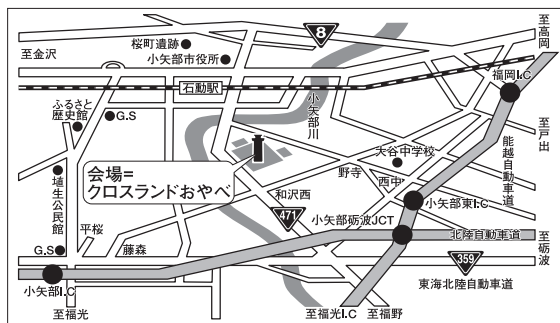 至金沢
桜町遺跡
小矢部市役所
8
至高岡
福岡I.C
石動駅
ふるさと
歴史館
G.S
小矢部川
至戸出
大谷中学校
能越自動車道
会場=
クロスランドおやべ
野寺
西中
埴生公民館
和沢西
471
小矢部東I.C
小矢部砺波JCT
平桜
北陸自動車道
至砺波
G.S
藤森
359
小矢部I.C
東海北陸自動車道
至福光
至福光I.C
至福野